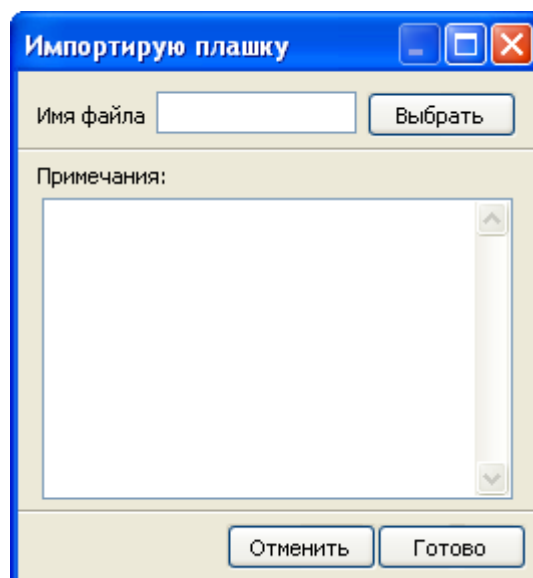 Импортирую плашку
Имя файла Выбрать
Примечания:
Отменить Готово